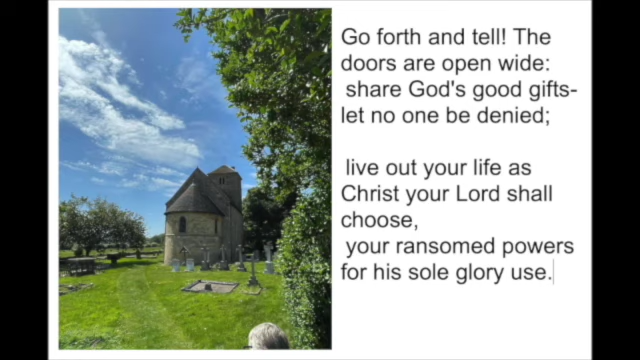 Go forth and tell! The
doors are open wide:
share God's good gifts-
let no one be denied;
live out your life as
Christ your Lord shall
choose,
your ransomed powers
for his sole glory use.